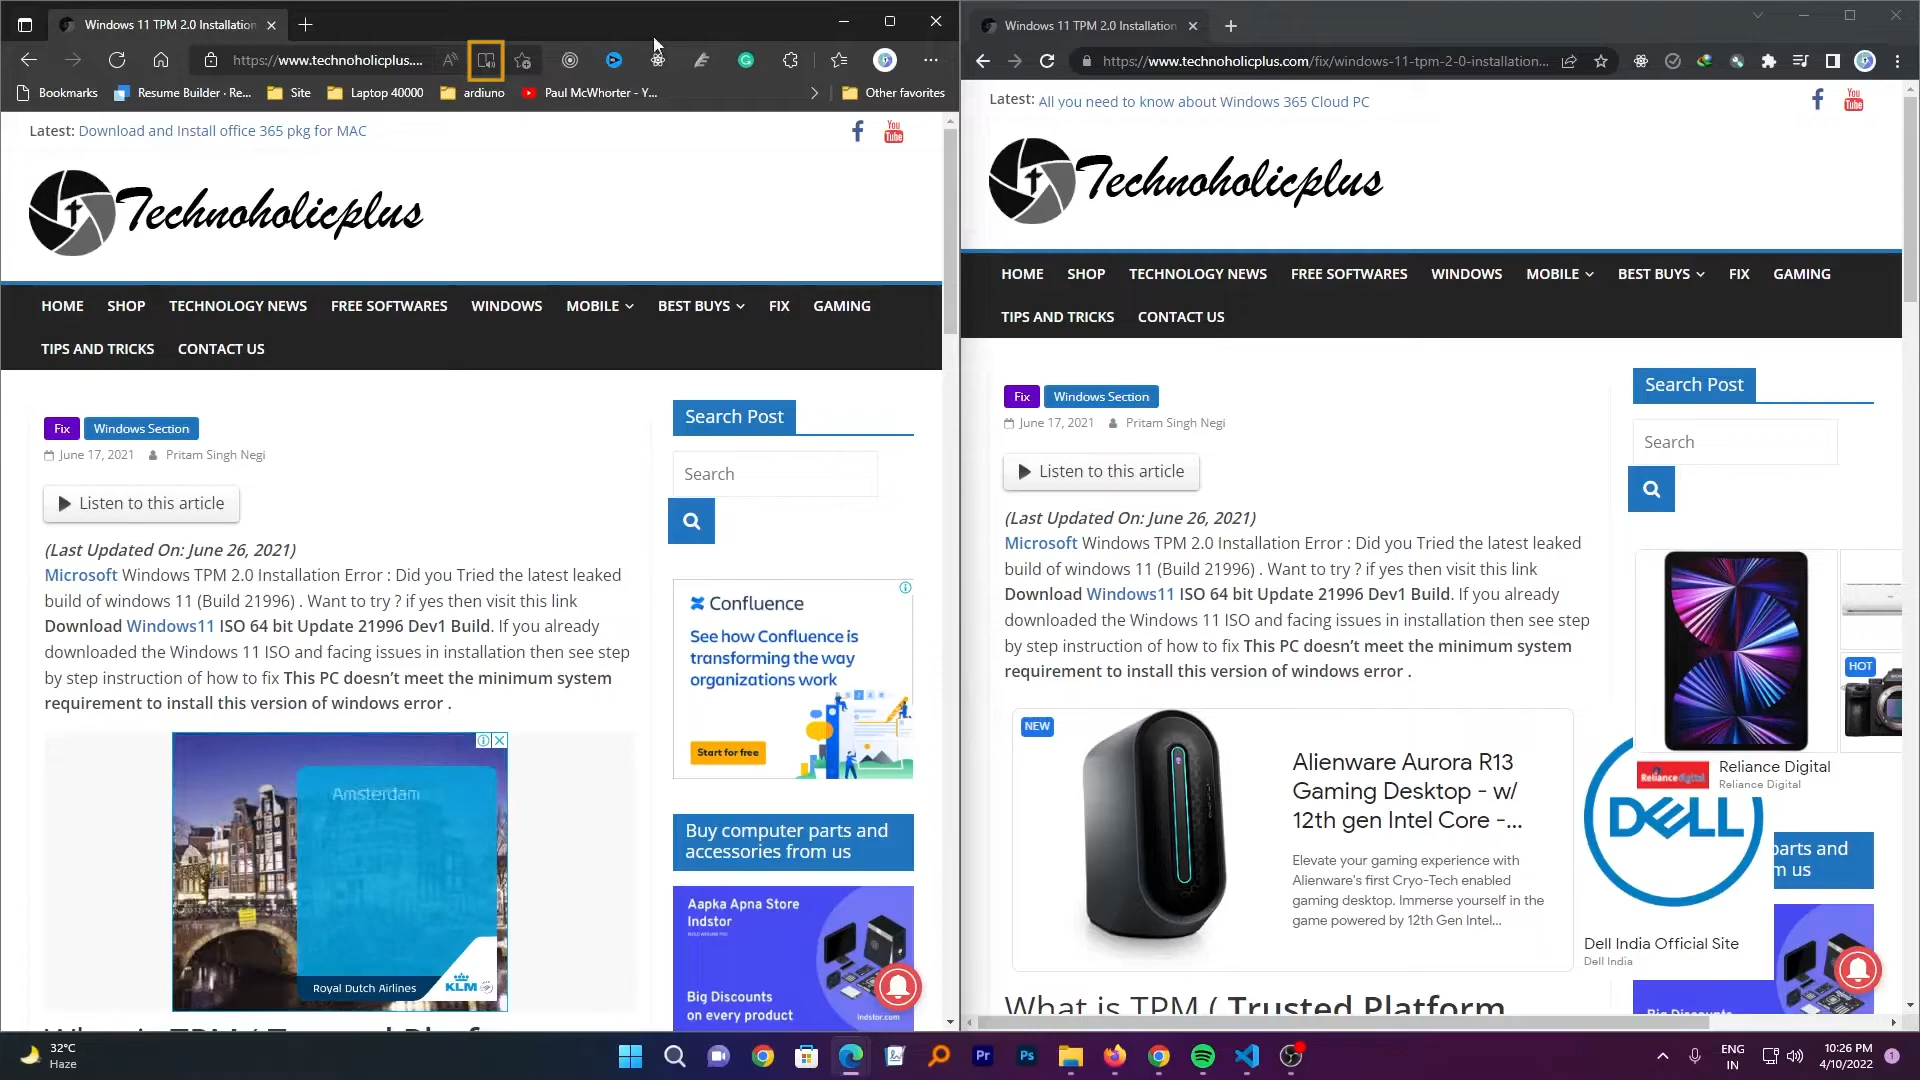 Windows 11 TPM 2.0 Installation
https://www.technoholicplus....
Bookmarks
Resume Builder · Re...
Site
Laptop 40000
ardiuno
Paul McWhorter - Y...
Other favorites
Latest: Download and Install office 365 pkg for MAC
You
Tube
Technoholicplus
HOME
SHOP
TECHNOLOGY NEWS
FREE SOFTWARES
WINDOWS
MOBILE
BEST BUYS
FIX
GAMING
TIPS AND TRICKS
CONTACT US
Fix
Windows Section
June 17, 2021
Pritam Singh Negi
Listen to this article
(Last Updated On: June 26, 2021)
Microsoft Windows TPM 2.0 Installation Error : Did you Tried the latest leaked
build of windows 11 (Build 21996) . Want to try ? if yes then visit this link
Download Windows11 ISO 64 bit Update 21996 Dev1 Build. If you already
downloaded the Windows 11 ISO and facing issues in installation then see step
by step instruction of how to fix This PC doesn’t meet the minimum system
requirement to install this version of windows error .
Amsterdam
Royal Dutch Airlines
KLM
Search Post
Search
Confluence
See how Confluence is
transforming the way
organizations work
Start for free
Buy computer parts and
accessories from us
Aapka Apna Store
Indstor
Big Discounts
on every product
Indstor.com
Windows 11 TPM 2.0 Installation
https://www.technoholicplus.com/fix/windows-11-tpm-2-0-installation...
Latest: All you need to know about Windows 365 Cloud PC
You
Tube
Technoholicplus
HOME
SHOP
TECHNOLOGY NEWS
FREE SOFTWARES
WINDOWS
MOBILE
BEST BUYS
FIX
GAMING
TIPS AND TRICKS
CONTACT US
Fix
Windows Section
June 17, 2021
Pritam Singh Negi
Listen to this article
(Last Updated On: June 26, 2021)
Microsoft Windows TPM 2.0 Installation Error : Did you Tried the latest leaked
build of windows 11 (Build 21996) . Want to try ? if yes then visit this link
Download Windows11 ISO 64 bit Update 21996 Dev1 Build. If you already
downloaded the Windows 11 ISO and facing issues in installation then see step
by step instruction of how to fix This PC doesn’t meet the minimum system
requirement to install this version of windows error .
NEW
Alienware Aurora R13
Gaming Desktop - w/
12th gen Intel Core -...
Elevate your gaming experience with
Alienware's first Cryo-Tech enabled
gaming desktop. Immerse yourself in the
game powered by 12th Gen Intel...
What is TPM ( Trusted Platform
Search Post
Search
HOT
Reliance digital
Reliance Digital
Reliance Digital
DELL
parts and
m us
Dell India Official Site
Dell India
32°C
Haze
Pr
Ps
ENG
IN
10:26 PM
4/10/2022
1